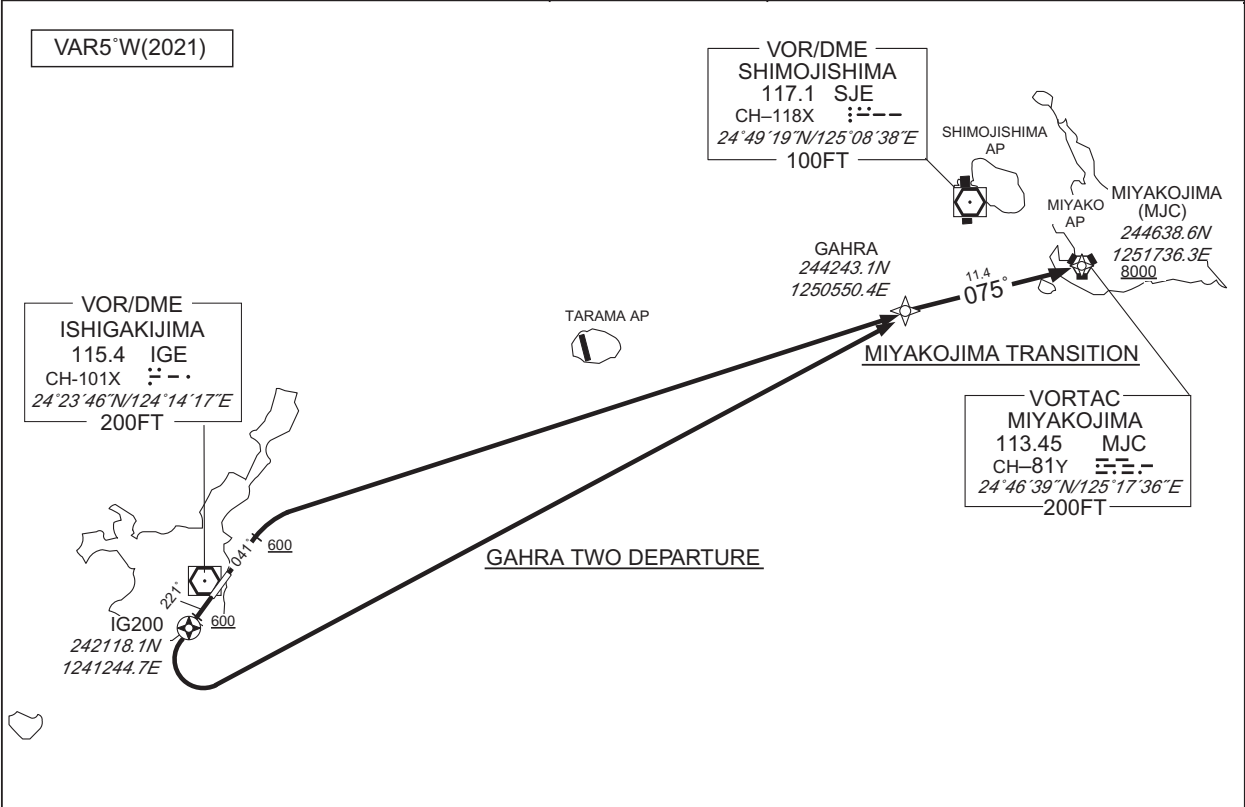 VAR5°W(2021)
VOR/DME
SHIMOJISHIMA
117.1 SJE
CH–118X
24°49´19˝N/125°08´38˝E
100FT
SHIMOJISHIMA
AP
MIYAKO
AP
MIYAKOJIMA
(MJC)
244638.6N
1251736.3E
8000
GAHRA
244243.1N
1250550.4E
11.4
075°
TARAMA AP
MIYAKOJIMA TRANSITION
VOR/DME
ISHIGAKIJIMA
115.4 IGE
CH-101X
24°23´46˝N/124°14´17˝E
200FT
VORTAC
MIYAKOJIMA
113.45 MJC
CH–81Y
24°46´39˝N/125°17´36˝E
200FT
041°
600
GAHRA TWO DEPARTURE
221°
600
IG200
242118.1N
1241244.7E